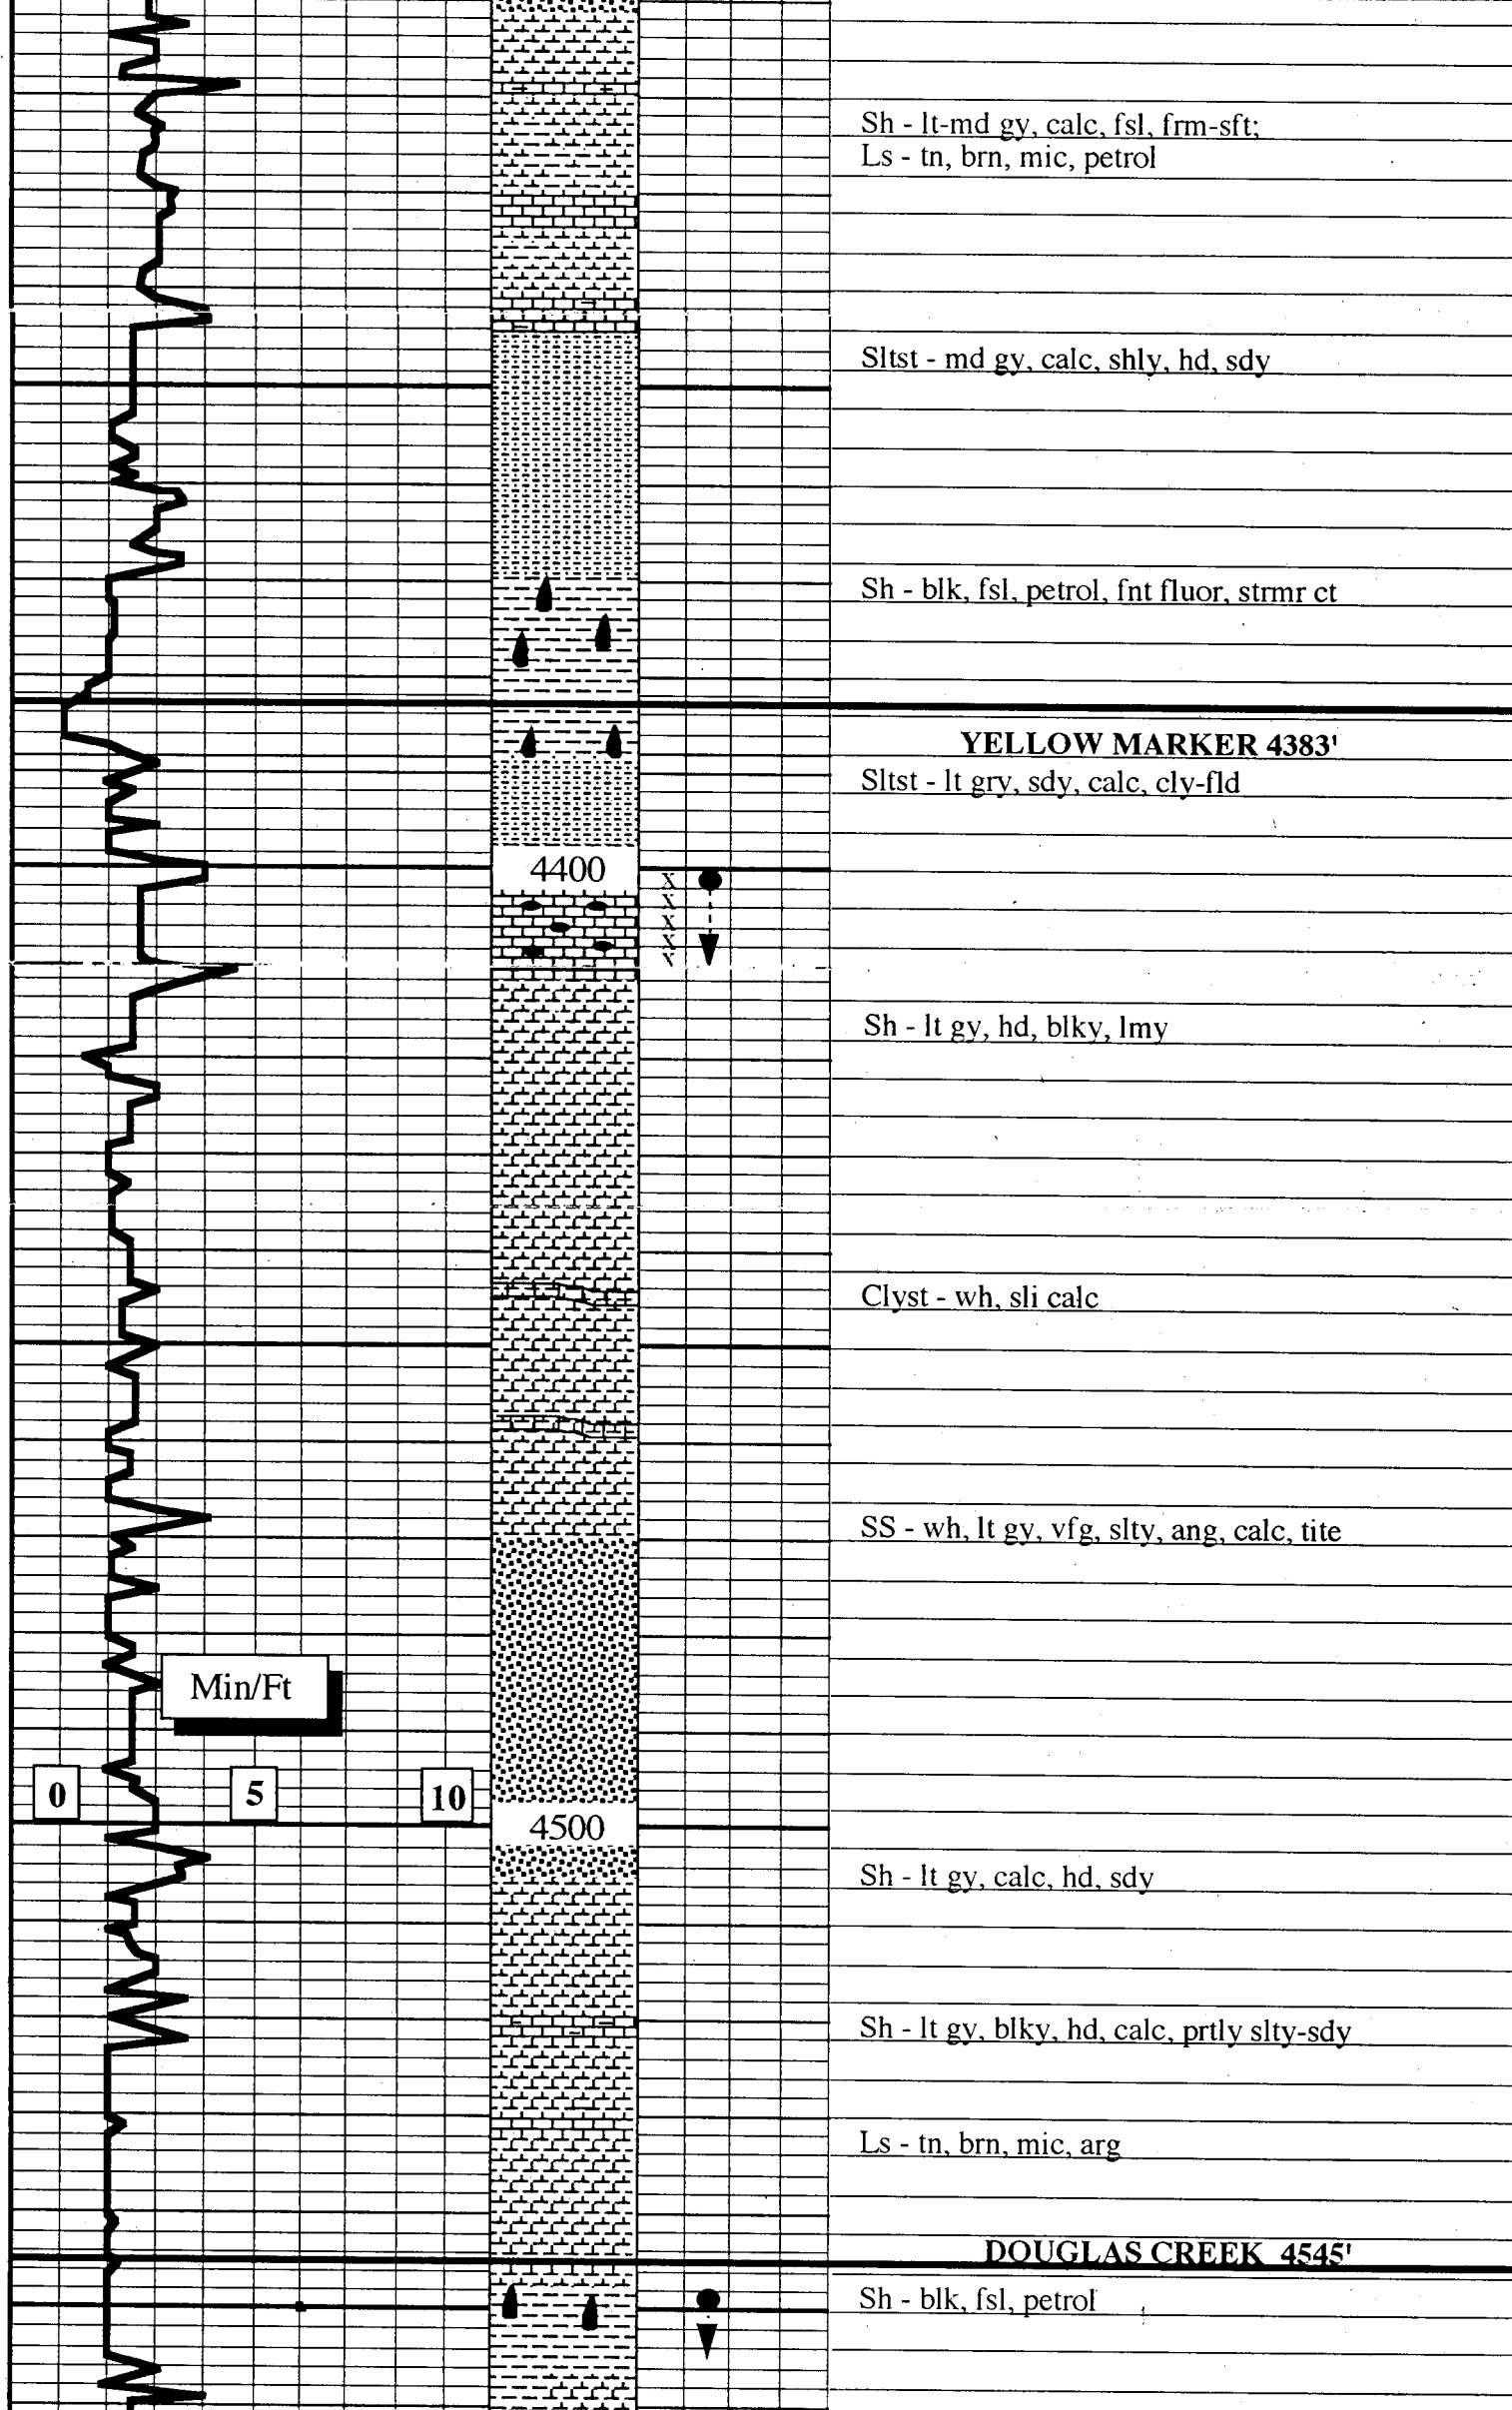 Sh - lt-md gy, calc, fsl, frm-sft;
Ls - tn, brn, mic, petrol
Sltst - md gy, calc, shly, hd, sdy
Sh - blk, fsl, petrol, fnt fluor, strmr ct
YELLOW MARKER 4383'
Sltst - lt gry, sdy, calc, cly-fld
4400
X
X
X
X
X
Sh - lt gy, hd, blky, lmy
Clyst - wh, sli calc
SS - wh, lt gy, vfg, slty, ang, calc, tite
Min/Ft
0 5 10
4500
Sh - lt gy, calc, hd, sdy
Sh - lt gy, blky, hd, calc, prtly slty-sdy
Ls - tn, brn, mic, arg
DOUGLAS CREEK 4545'
Sh - blk, fsl, petrol